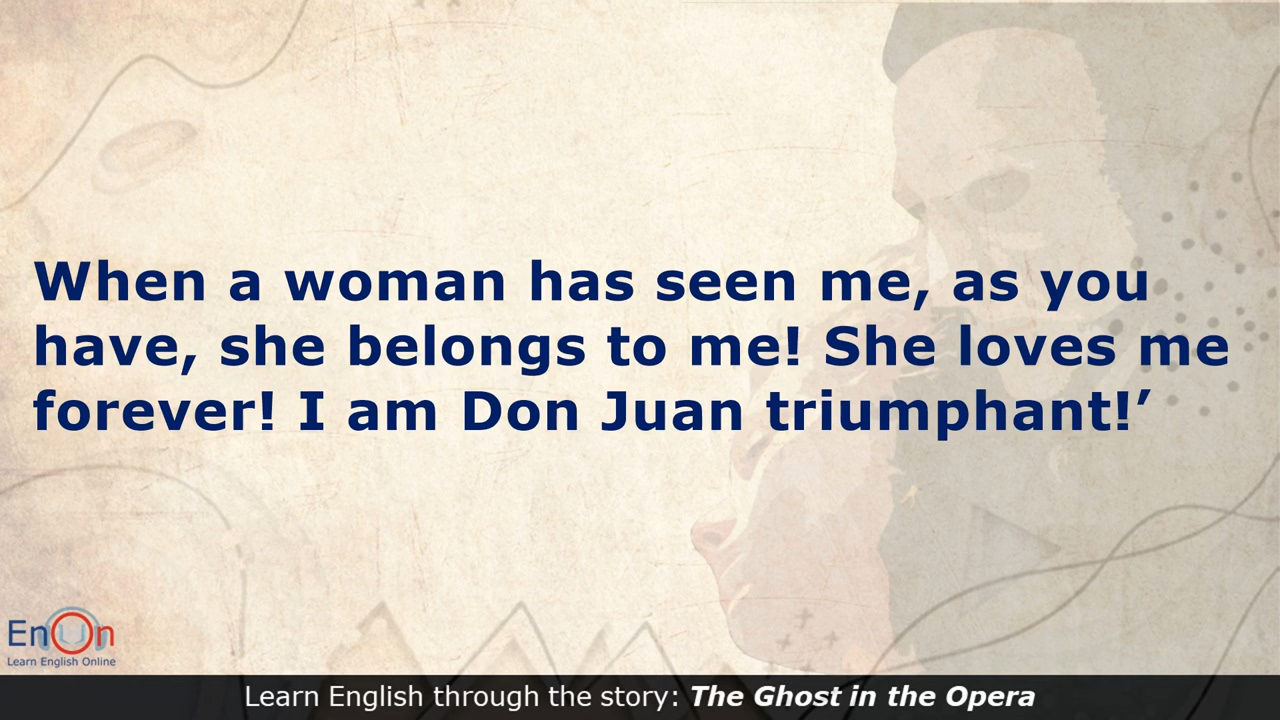 When a woman has seen me, as you
have, she belongs to me! She loves me
forever! I am Don Juan triumphant!’
EnOn
Learn English Online
Learn English through the story: The Ghost in the Opera